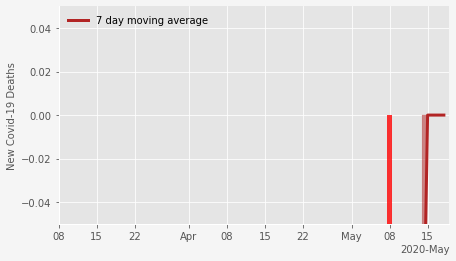 7 day moving average
New Covid-19 Deaths
0.04
0.02
0.00
−0.02
−0.04
08 15 22 Apr 08 15 22 May 08 15
2020-May